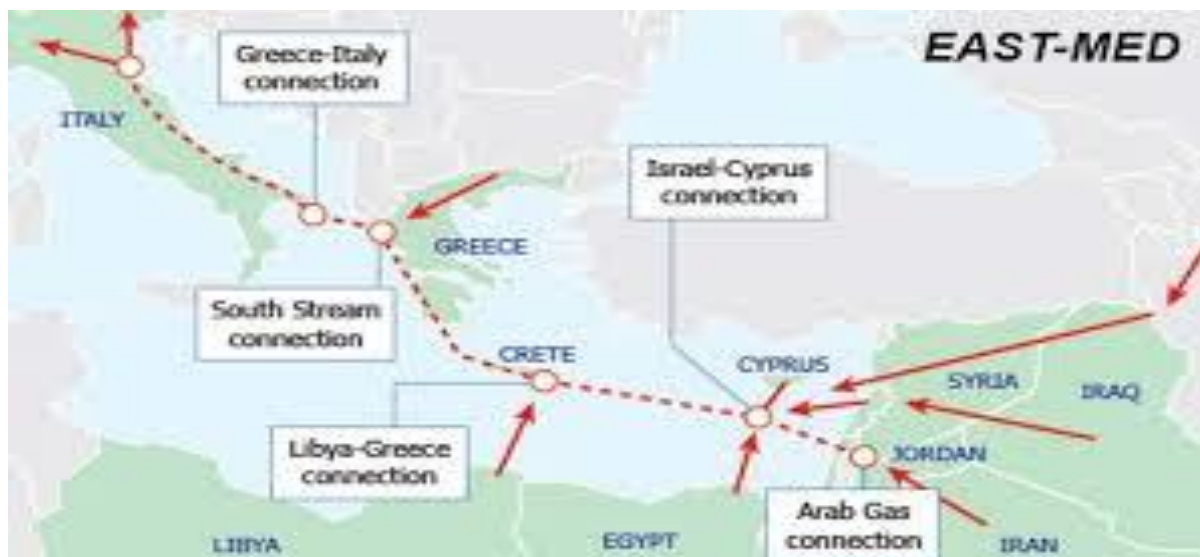 EAST-MED
Greece-Italy
connection
ITALY
Israel-Cyprus
connection
GREECE
South Stream
connection
CRETE
CYPRUS
SYRIA
IRAQ
Libya-Greece
connection
JORDAN
Arab Gas
connection
LIBYA
EGYPT
IRAN